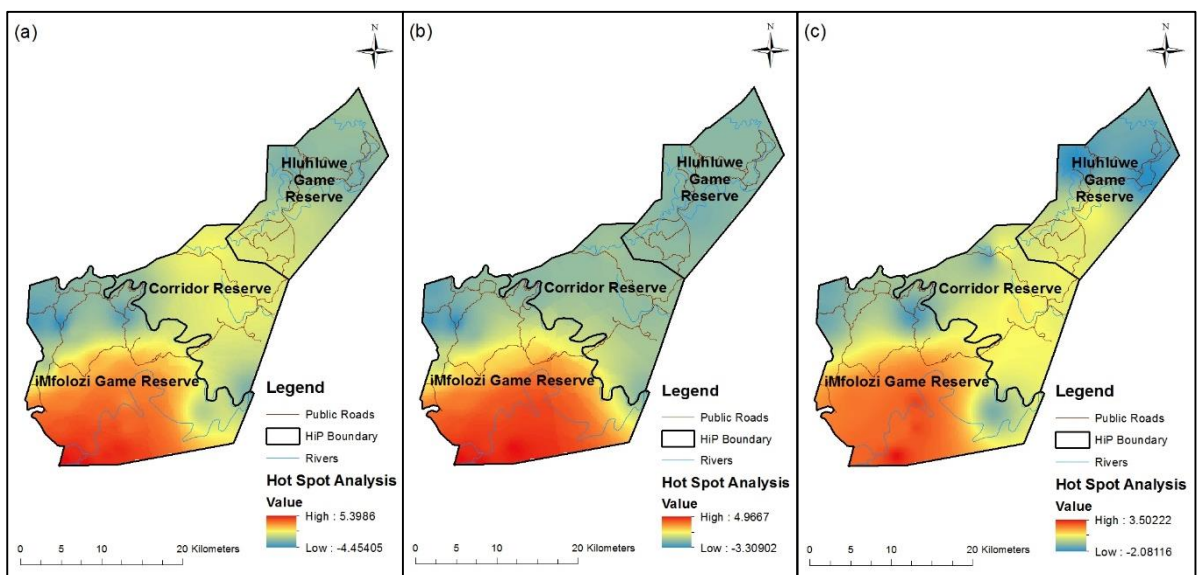 (a)
N
Hluhluwe
Game
Reserve
Corridor Reserve
iMfolozi Game Reserve
Legend
Public Roads
HiP Boundary
Rivers
Hot Spot Analysis
Value
High : 5.3986
Low : -4.45405
0 5 10 20 Kilometers
(b)
N
Hluhluwe
Game
Reserve
Corridor Reserve
iMfolozi Game Reserve
Legend
Public Roads
HiP Boundary
Rivers
Hot Spot Analysis
Value
High : 4.9667
Low : -3.30902
0 5 10 20 Kilometers
(c)
N
Hluhluwe
Game
Reserve
Corridor Reserve
iMfolozi Game Reserve
Legend
Public Roads
HiP Boundary
Rivers
Hot Spot Analysis
Value
High : 3.50222
Low : -2.08116
0 5 10 20 Kilometers